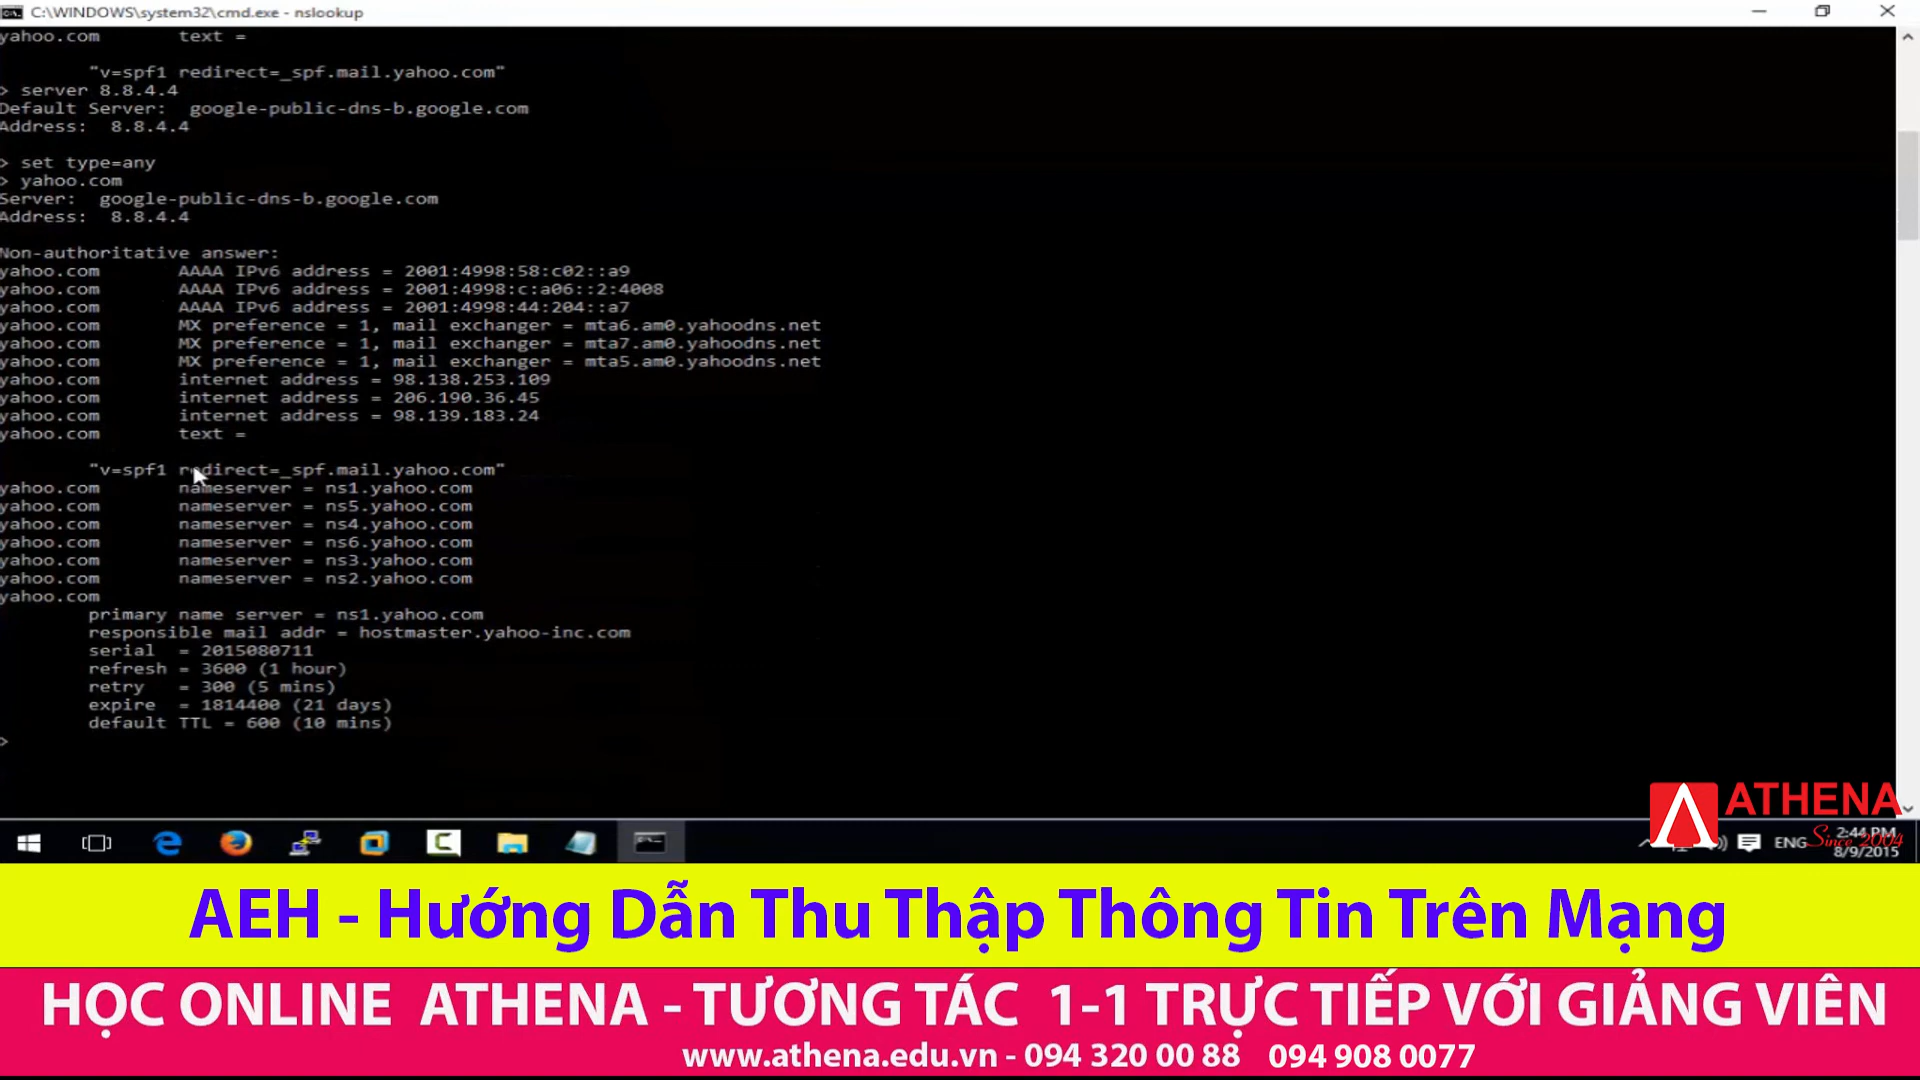 C:\WINDOWS\system32\cmd.exe - nslookup
yahoo.com text =
"v=spf1 redirect=_spf.mail.yahoo.com"
> server 8.8.4.4
Default Server: google-public-dns-b.google.com
Address: 8.8.4.4
> set type=any
> yahoo.com
Server: google-public-dns-b.google.com
Address: 8.8.4.4
Non-authoritative answer:
yahoo.com AAAA IPv6 address = 2001:4998:58:c02::a9
yahoo.com AAAA IPv6 address = 2001:4998:c:a06::2:4008
yahoo.com AAAA IPv6 address = 2001:4998:44:204::a7
yahoo.com MX preference = 1, mail exchanger = mta6.am0.yahoodns.net
yahoo.com MX preference = 1, mail exchanger = mta7.am0.yahoodns.net
yahoo.com MX preference = 1, mail exchanger = mta5.am0.yahoodns.net
yahoo.com internet address = 98.138.253.109
yahoo.com internet address = 206.190.36.45
yahoo.com internet address = 98.139.183.24
yahoo.com text =
"v=spf1 redirect=_spf.mail.yahoo.com"
yahoo.com nameserver = ns1.yahoo.com
yahoo.com nameserver = ns5.yahoo.com
yahoo.com nameserver = ns4.yahoo.com
yahoo.com nameserver = ns6.yahoo.com
yahoo.com nameserver = ns3.yahoo.com
yahoo.com nameserver = ns2.yahoo.com
yahoo.com
primary name server = ns1.yahoo.com
responsible mail addr = hostmaster.yahoo-inc.com
serial = 2015080711
refresh = 3600 (1 hour)
retry = 300 (5 mins)
expire = 1814400 (21 days)
default TTL = 600 (10 mins)
>
ATHENA
Since 2004
ENG 2:44 PM
8/9/2015
AEH - Hướng Dẫn Thu Thập Thông Tin Trên Mạng
HỌC ONLINE ATHENA - TƯƠNG TÁC 1-1 TRỰC TIẾP VỚI GIẢNG VIÊN
www.athena.edu.vn - 094 320 00 88 094 908 0077